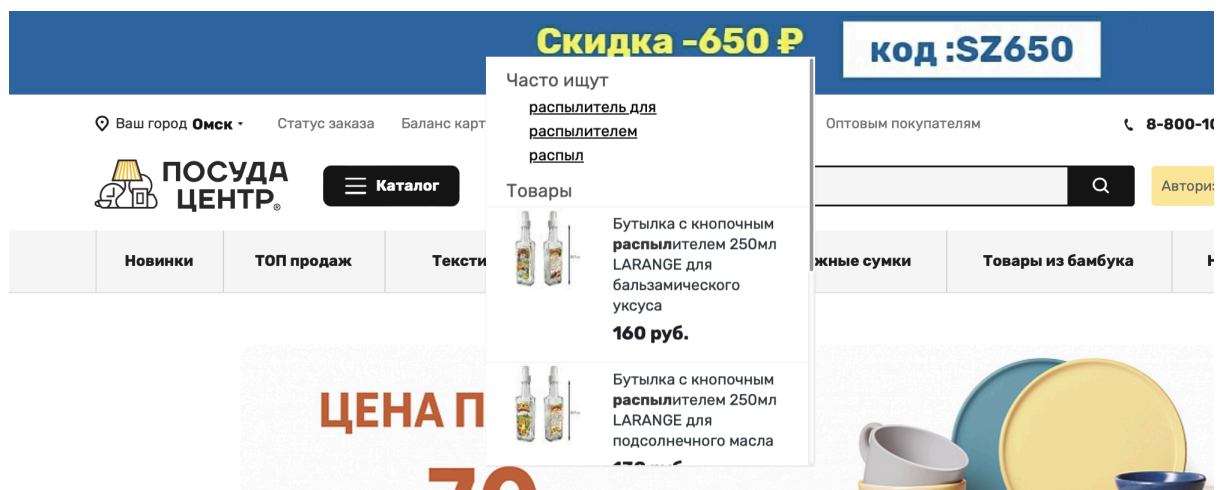 Скидка -650 ₽
код :SZ650
Часто ищут
распылитель для
распылителем
распыл
Ваш город Омск
Статус заказа
Баланс карт
Оптовым покупателям
8-800-10
ПОСУДА
ЦЕНТР®
Каталог
Автори
Товары
Новинки
ТОП продаж
Тексти
жные сумки
Товары из бамбука
Бутылка с кнопочным
распылителем 250мл
LARANGE для
бальзамического
уксуса
160 руб.
Бутылка с кнопочным
распылителем 250мл
LARANGE для
подсолнечного масла
ЦЕНА П